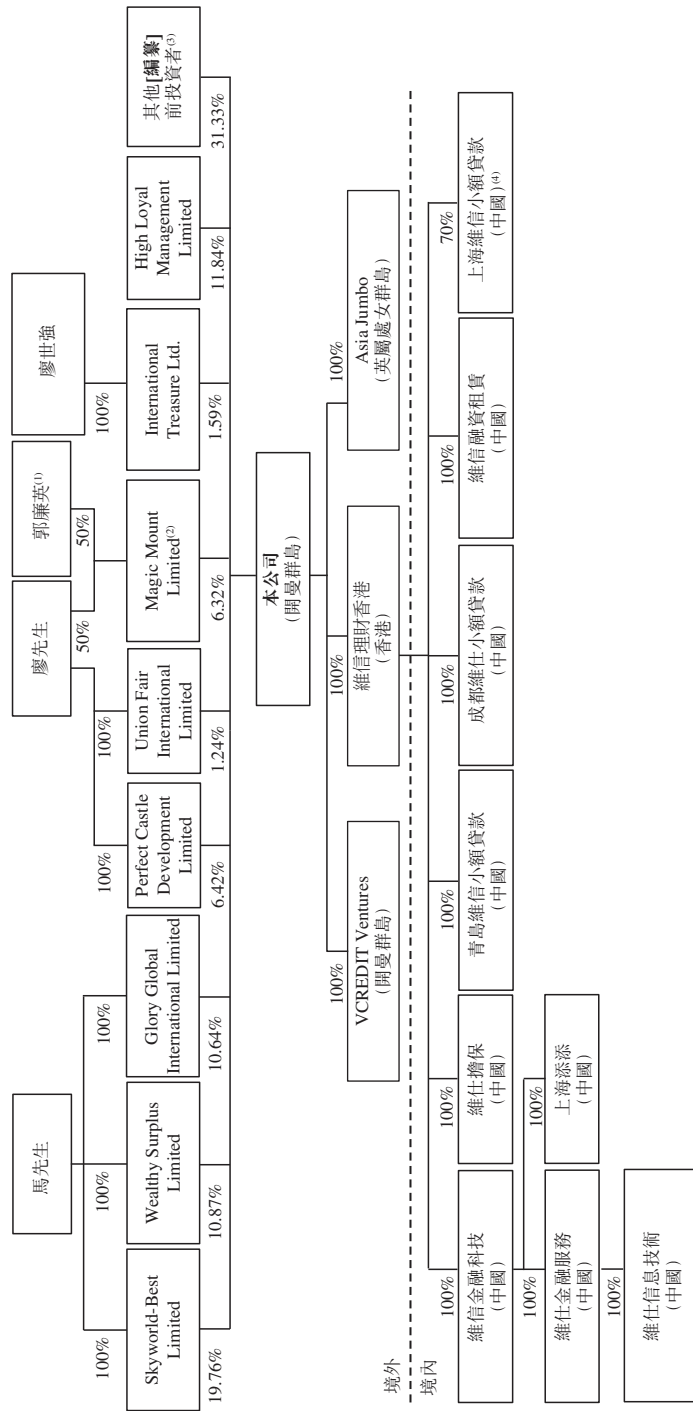 馬先生
廖先生
郭廉英(1)
廖世強
100%
100%
100%
100%
100%
50%
50%
100%
Skyworld-Best
Limited
Wealthy Surplus
Limited
Glory Global
International Limited
Perfect Castle
Development
Limited
Union Fair
International
Limited
Magic Mount
Limited(2)
International
Treasure Ltd.
High Loyal
Management
Limited
其他[編纂]
前投資者(3)
19.76%
10.87%
10.64%
6.42%
1.24%
6.32%
1.59%
11.84%
31.33%
本公司
(開曼群島)
100%
100%
100%
VCREDIT Ventures
(開曼群島)
維信理財香港
(香港)
Asia Jumbo
(英屬處女群島)
境外
境內
100%
100%
100%
100%
100%
70%
維信金融科技
(中國)
維仕擔保
(中國)
青島維信小額貸款
(中國)
成都維仕小額貸款
(中國)
維信融資租賃
(中國)
上海維信小額貸款
(中國)(4)
100%
100%
維仕金融服務
(中國)
上海添添
(中國)
100%
維仕信息技術
(中國)